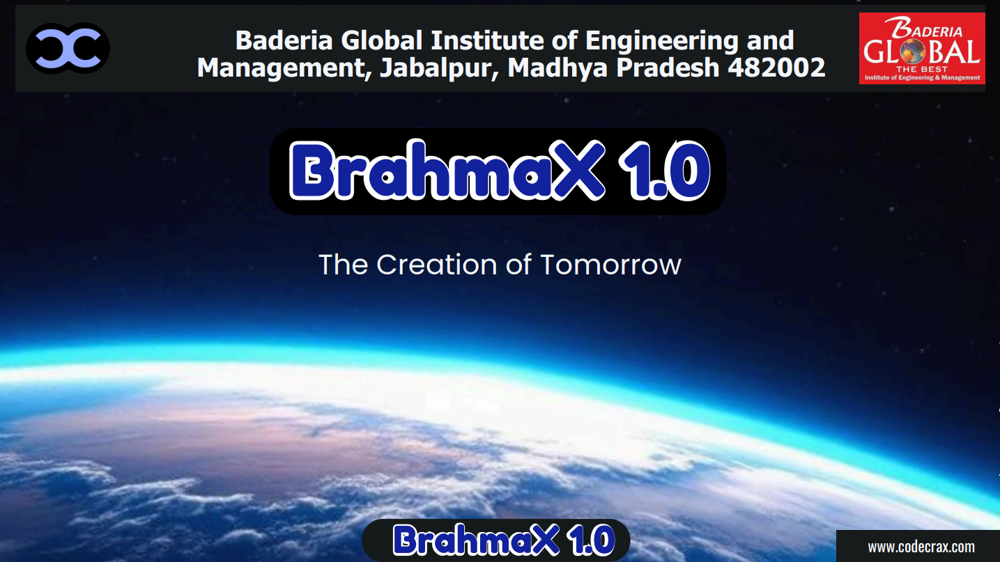 Baderia Global Institute of Engineering and
Management, Jabalpur, Madhya Pradesh 482002
BADERIA
GLOBAL
THE BEST
Institute of Engineering & Management
BrahmaX 1.0
The Creation of Tomorrow
BrahmaX 1.0
www.codecrax.com